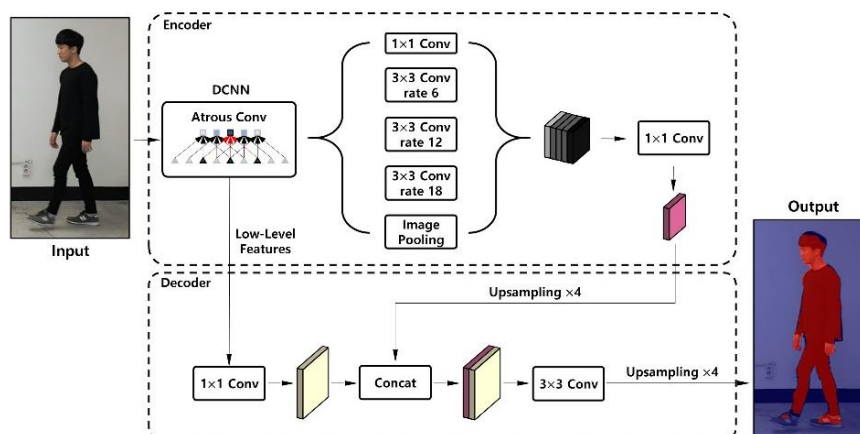 Encoder
DCNN
Atrous Conv
1×1 Conv
3×3 Conv
rate 6
3×3 Conv
rate 12
3×3 Conv
rate 18
Image
Pooling
1×1 Conv
Input
Low-Level
Features
Output
Decoder
Upsampling ×4
1×1 Conv
Concat
3×3 Conv
Upsampling ×4